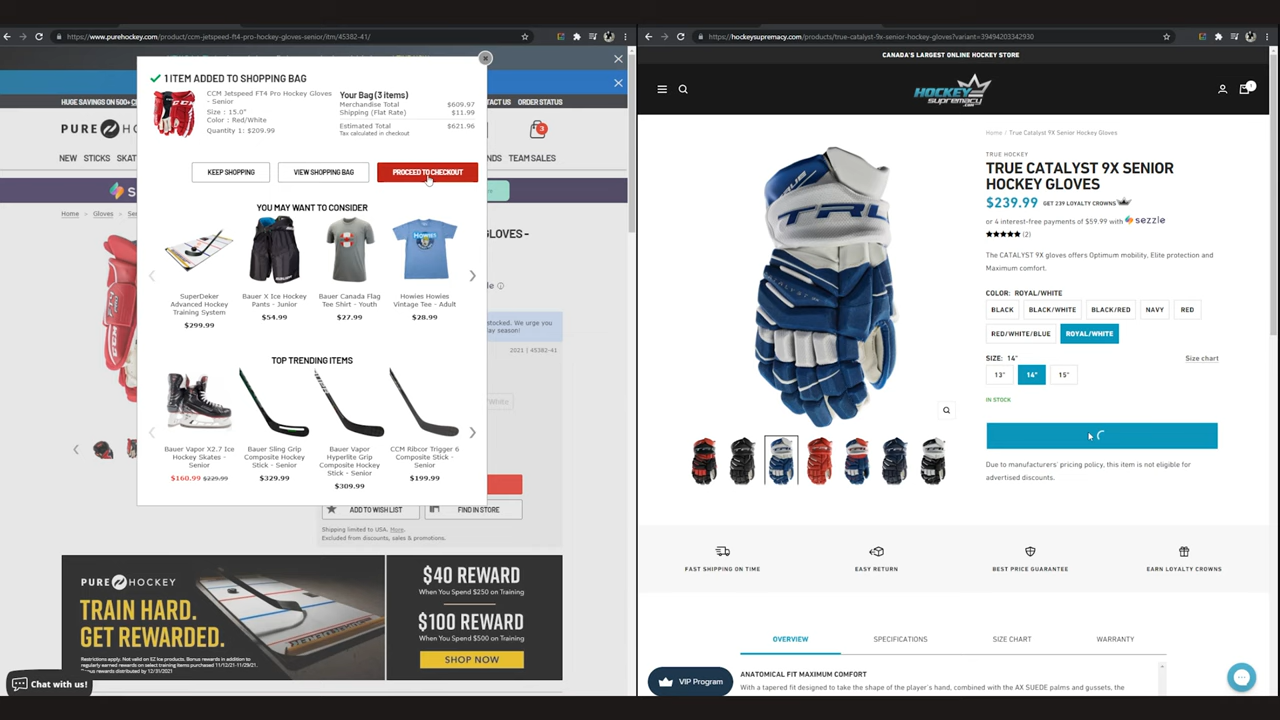 https://www.purehockey.com/product/ccm-jetspeed-ft4-pro-hockey-gloves-senior/itm/45382-41/
HUGE SAVINGS ON 500+
ACT US ORDER STATUS
PURE
3
NEW STICKS SKAT
NDS TEAM SALES
S
Home > Gloves > Se
GLOVES -
1 ITEM ADDED TO SHOPPING BAG
CCM Jetspeed FT4 Pro Hockey Gloves
- Senior
Size : 15.0"
Color : Red/White
Quantity 1: $209.99
Your Bag (3 items)
Merchandise Total $609.97
Shipping (Flat Rate) $11.99
Estimated Total $621.96
Tax calculated in checkout
KEEP SHOPPING
VIEW SHOPPING BAG
PROCEED TO CHECKOUT
YOU MAY WANT TO CONSIDER
SuperDeker
Advanced Hockey
Training System
$299.99
Bauer X Ice Hockey
Pants - Junior
$54.99
Bauer Canada Flag
Tee Shirt - Youth
$27.99
Howies Howies
Vintage Tee - Adult
$28.99
TOP TRENDING ITEMS
Bauer Vapor X2.7 Ice
Hockey Skates -
Senior
$160.99 $229.99
Bauer Sling Grip
Composite Hockey
Stick - Senior
$329.99
Bauer Vapor
Hyperlite Grip
Composite Hockey
Stick - Senior
$309.99
CCM Ribcor Trigger 6
Composite Stick -
Senior
$199.99
le
stocked. We urge you
ay season!
2021 | 45382-41
White
ADD TO WISH LIST
FIND IN STORE
Shipping limited to USA. More.
Excluded from discounts, sales & promotions.
PURE HOCKEY
TRAIN HARD.
GET REWARDED.
Restrictions apply. Not valid on EZ Ice products. Bonus rewards in addition to
regularly earned rewards on select training items purchased 11/12/21-11/29/21.
Bonus rewards distributed by 12/31/2021
$40 REWARD
When You Spend $250 on Training
$100 REWARD
When You Spend $500 on Training
SHOP NOW
Chat with us!
https://hockeysupremacy.com/products/true-catalyst-9x-senior-hockey-gloves?variant=39494203342930
CANADA'S LARGEST ONLINE HOCKEY STORE
HOCKEY
SUPREMACY
.COM
Home > True Catalyst 9X Senior Hockey Gloves
TRUE HOCKEY
TRUE CATALYST 9X SENIOR
HOCKEY GLOVES
$239.99 GET 239 LOYALTY CROWNS
or 4 interest-free payments of $59.99 with sezzle
(2)
The CATALYST 9X gloves offers Optimum mobility, Elite protection and
Maximum comfort.
COLOR: ROYAL/WHITE
BLACK
BLACK/WHITE
BLACK/RED
NAVY
RED
RED/WHITE/BLUE
ROYAL/WHITE
SIZE: 14"
Size chart
13"
14"
15"
IN STOCK
Due to manufacturers' pricing policy, this item is not eligible for
advertised discounts.
FAST SHIPPING ON TIME
EASY RETURN
BEST PRICE GUARANTEE
EARN LOYALTY CROWNS
OVERVIEW
SPECIFICATIONS
SIZE CHART
WARRANTY
ANATOMICAL FIT MAXIMUM COMFORT
With a tapered fit designed to take the shape of the player's hand, combined with the AX SUEDE palms and gussets, the
VIP Program